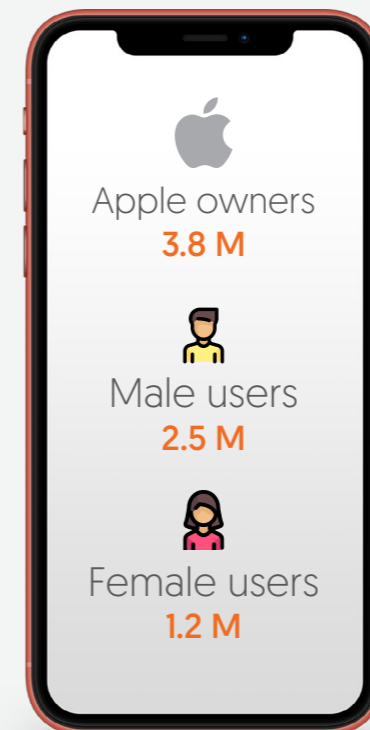 Apple owners
3.8 M
Male users
2.5 M
Female users
1.2 M